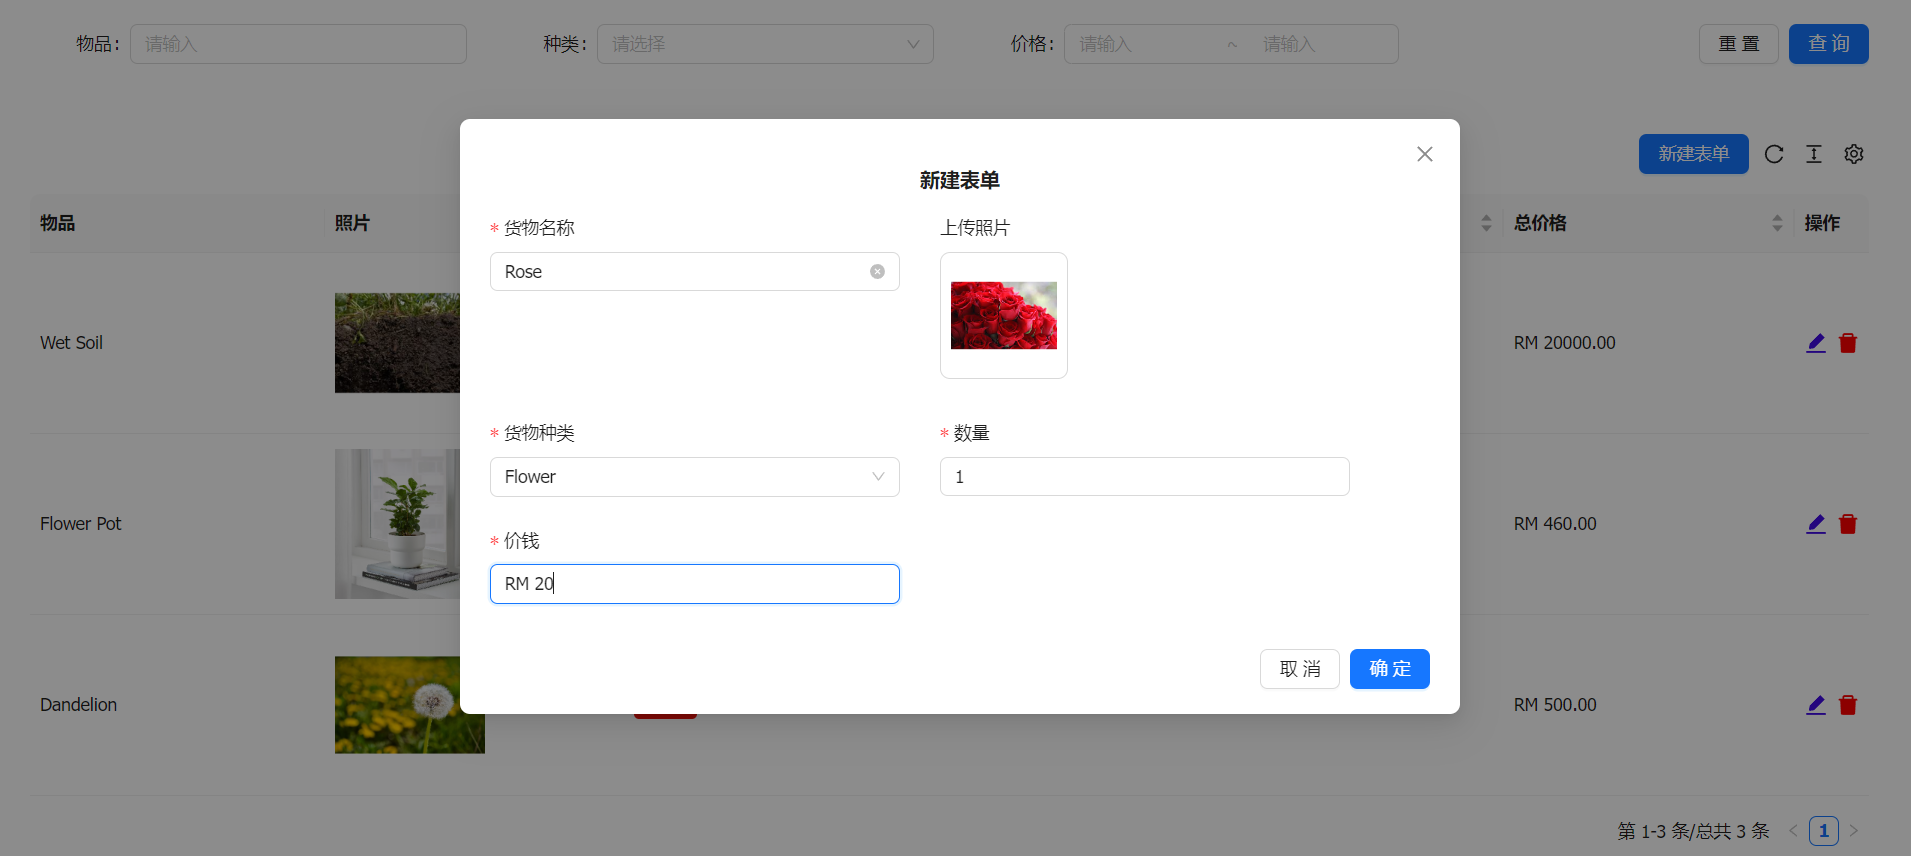 物品： 请输入 种类： 请选择 价格： 请输入 ~ 请输入 重 置 查 询
新建表单
新建表单
物品 照片 总价格 操作
* 货物名称 上传照片
Rose
Wet Soil RM 20000.00
* 货物种类 * 数量
Flower 1
Flower Pot RM 460.00
* 价钱
RM 20
取 消 确 定
Dandelion RM 500.00
第 1-3 条/总共 3 条 < 1 >